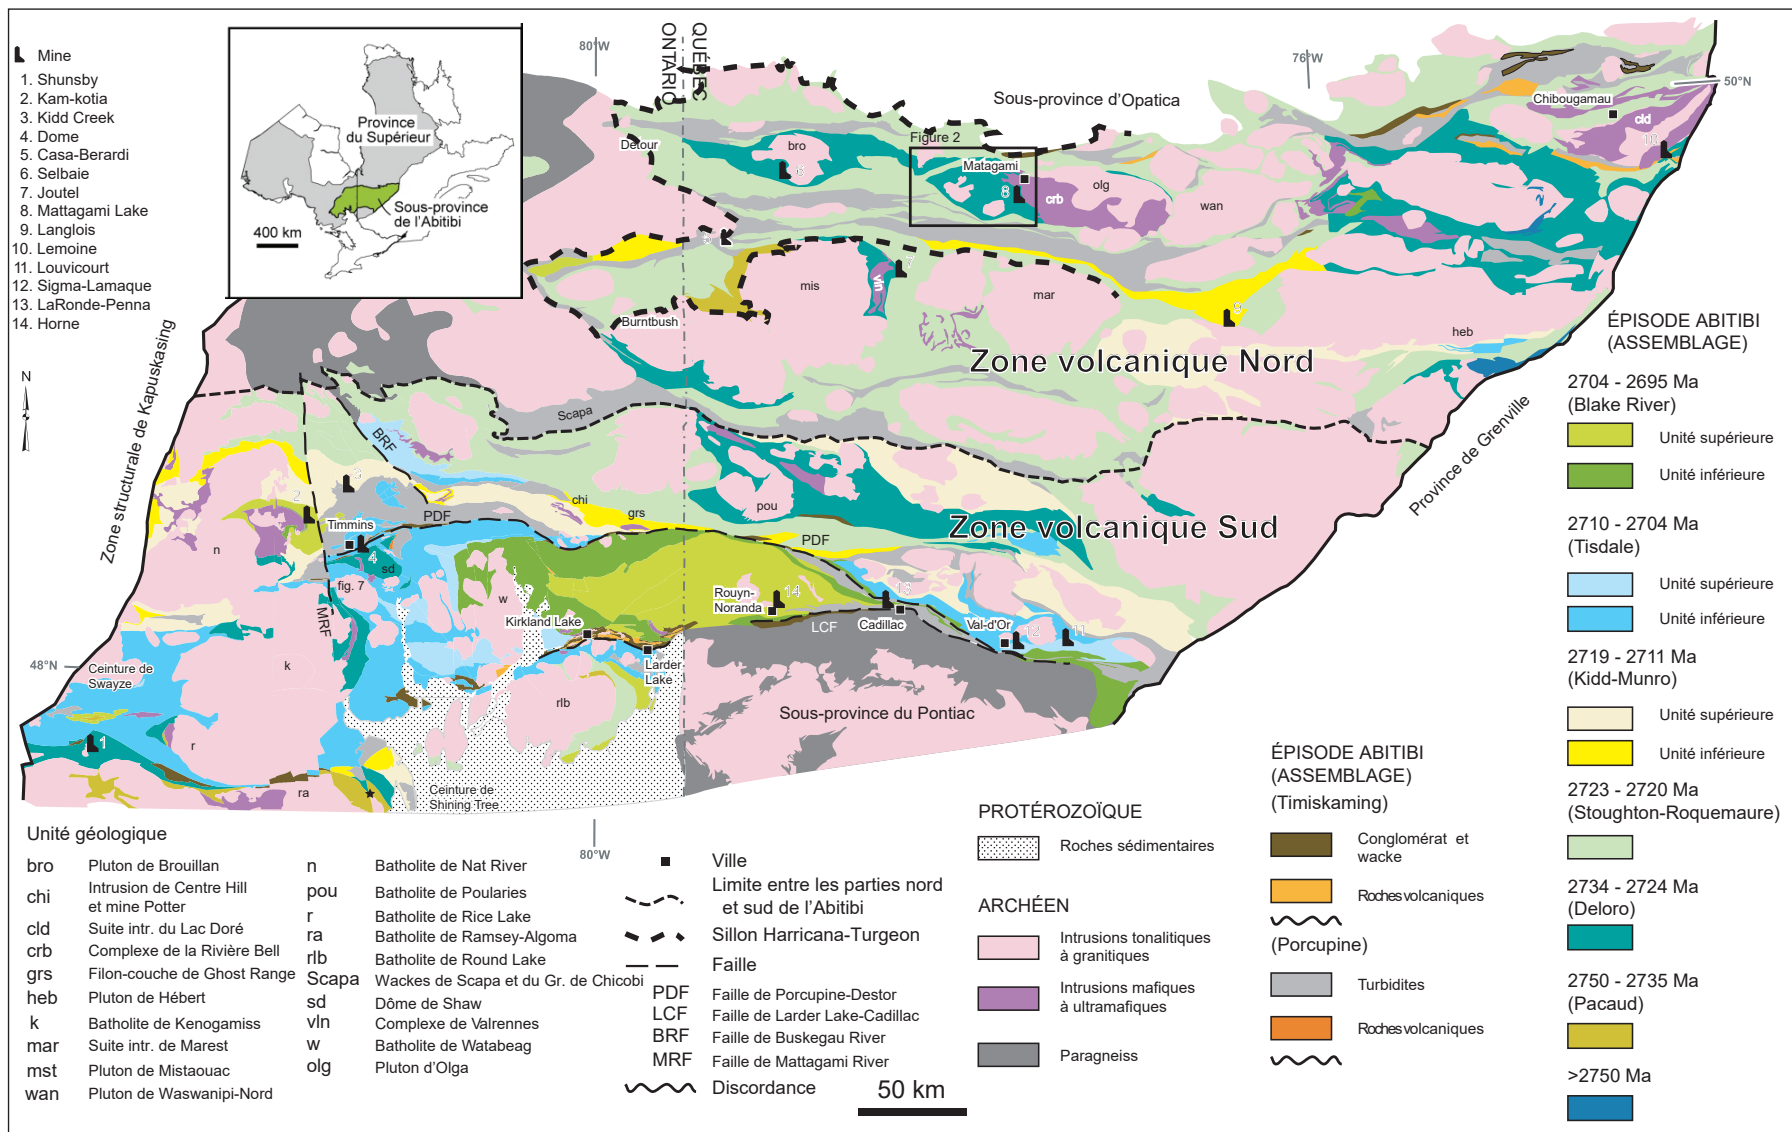 Mine
1. Shunsby
2. Kam-kotia
3. Kidd Creek
4. Dome
5. Casa-Berardi
6. Selbaie
7. Joutel
8. Mattagami Lake
9. Langlois
10. Lemoine
11. Louvicourt
12. Sigma-Lamaque
13. LaRonde-Penna
14. Horne
Province
du Supérieur
Sous-province
de l'Abitibi
400 km
N
80°W
ONTARIO
QUÉBEC
76°W
50°N
48°N
80°W
Sous-province d'Opatica
Figure 2
Detour
bro
6
Matagami
8
crb
olg
wan
Chibougamau
cld
10
5
mis
vln
7
mar
9
heb
Burntbush
Zone volcanique Nord
Scapa
Zone structurale de Kapuskasing
Province de Grenville
BRF
3
2
chi
grs
PDF
pou
Zone volcanique Sud
PDF
Timmins
4
sd
n
fig. 7
MRF
w
Kirkland Lake
Rouyn-
Noranda
14
13
LCF
Cadillac
Val-d'Or
12
11
Larder
Lake
Ceinture de
Swayze
k
rlb
Sous-province du Pontiac
1
r
ra
Ceinture de
Shining Tree
Unité géologique
bro Pluton de Brouillan
chi Intrusion de Centre Hill
et mine Potter
cld Suite intr. du Lac Doré
crb Complexe de la Rivière Bell
grs Filon-couche de Ghost Range
heb Pluton de Hébert
k Batholite de Kenogamiss
mar Suite intr. de Marest
mst Pluton de Mistaouac
wan Pluton de Waswanipi-Nord
n Batholite de Nat River
pou Batholite de Poularies
r Batholite de Rice Lake
ra Batholite de Ramsey-Algoma
rlb Batholite de Round Lake
Scapa Wackes de Scapa et du Gr. de Chicobi
sd Dôme de Shaw
vln Complexe de Valrennes
w Batholite de Watabeag
olg Pluton d'Olga
Ville
Limite entre les parties nord
et sud de l'Abitibi
Sillon Harricana-Turgeon
Faille
PDF Faille de Porcupine-Destor
LCF Faille de Larder Lake-Cadillac
BRF Faille de Buskegau River
MRF Faille de Mattagami River
Discordance
50 km
PROTÉROZOÏQUE
Roches sédimentaires
ARCHÉEN
Intrusions tonalitiques
à granitiques
Intrusions mafiques
à ultramafiques
Paragneiss
ÉPISODE ABITIBI
(ASSEMBLAGE)
(Timiskaming)
Conglomérat et
wacke
Roches volcaniques
(Porcupine)
Turbidites
Roches volcaniques
ÉPISODE ABITIBI
(ASSEMBLAGE)
2704 - 2695 Ma
(Blake River)
Unité supérieure
Unité inférieure
2710 - 2704 Ma
(Tisdale)
Unité supérieure
Unité inférieure
2719 - 2711 Ma
(Kidd-Munro)
Unité supérieure
Unité inférieure
2723 - 2720 Ma
(Stoughton-Roquemaure)
2734 - 2724 Ma
(Deloro)
2750 - 2735 Ma
(Pacaud)
>2750 Ma